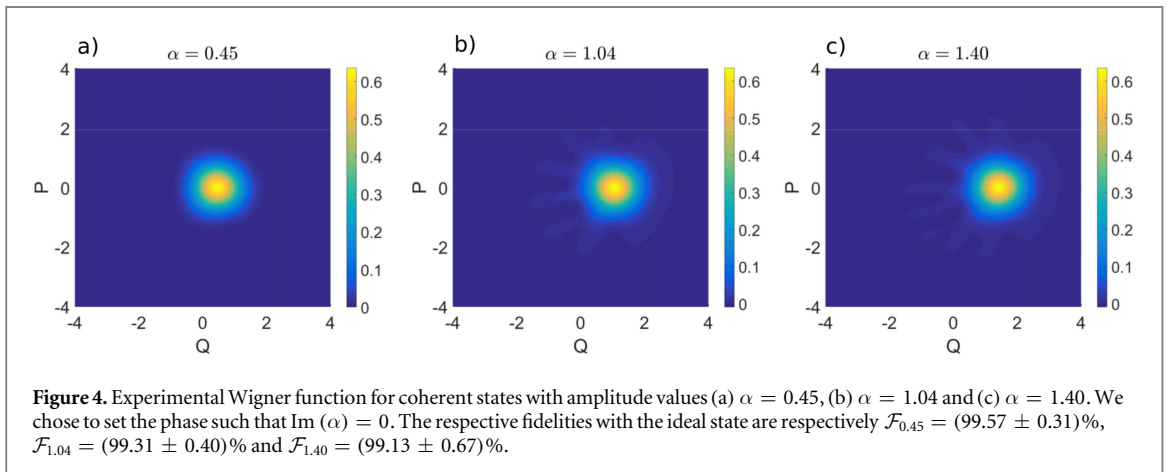 a)
α = 0.45
4
2
0
-2
-4
P
-4 -2 0 2 4
Q
0.6
0.5
0.4
0.3
0.2
0.1
0
b)
α = 1.04
4
2
0
-2
-4
P
-4 -2 0 2 4
Q
0.6
0.5
0.4
0.3
0.2
0.1
0
c)
α = 1.40
4
2
0
-2
-4
P
-4 -2 0 2 4
Q
0.6
0.5
0.4
0.3
0.2
0.1
0
Figure 4. Experimental Wigner function for coherent states with amplitude values (a) α = 0.45, (b) α = 1.04 and (c) α = 1.40. We
chose to set the phase such that Im (α) = 0. The respective fidelities with the ideal state are respectively ℱ0.45 = (99.57 ± 0.31)%,
ℱ1.04 = (99.31 ± 0.40)% and ℱ1.40 = (99.13 ± 0.67)%.